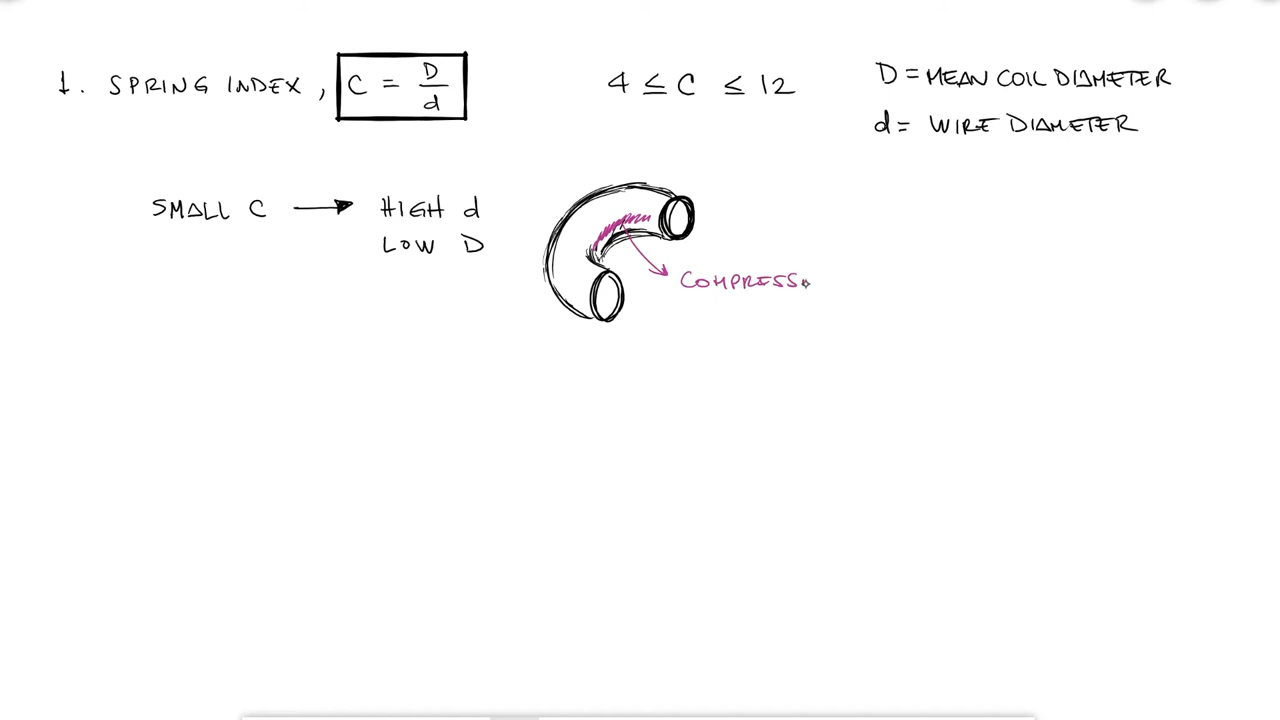 1. SPRING INDEX, C = D/d
4 ≤ C ≤ 12
D = MEAN COIL DIAMETER
d = WIRE DIAMETER
SMALL C → HIGH d
LOW D
COMPRESS